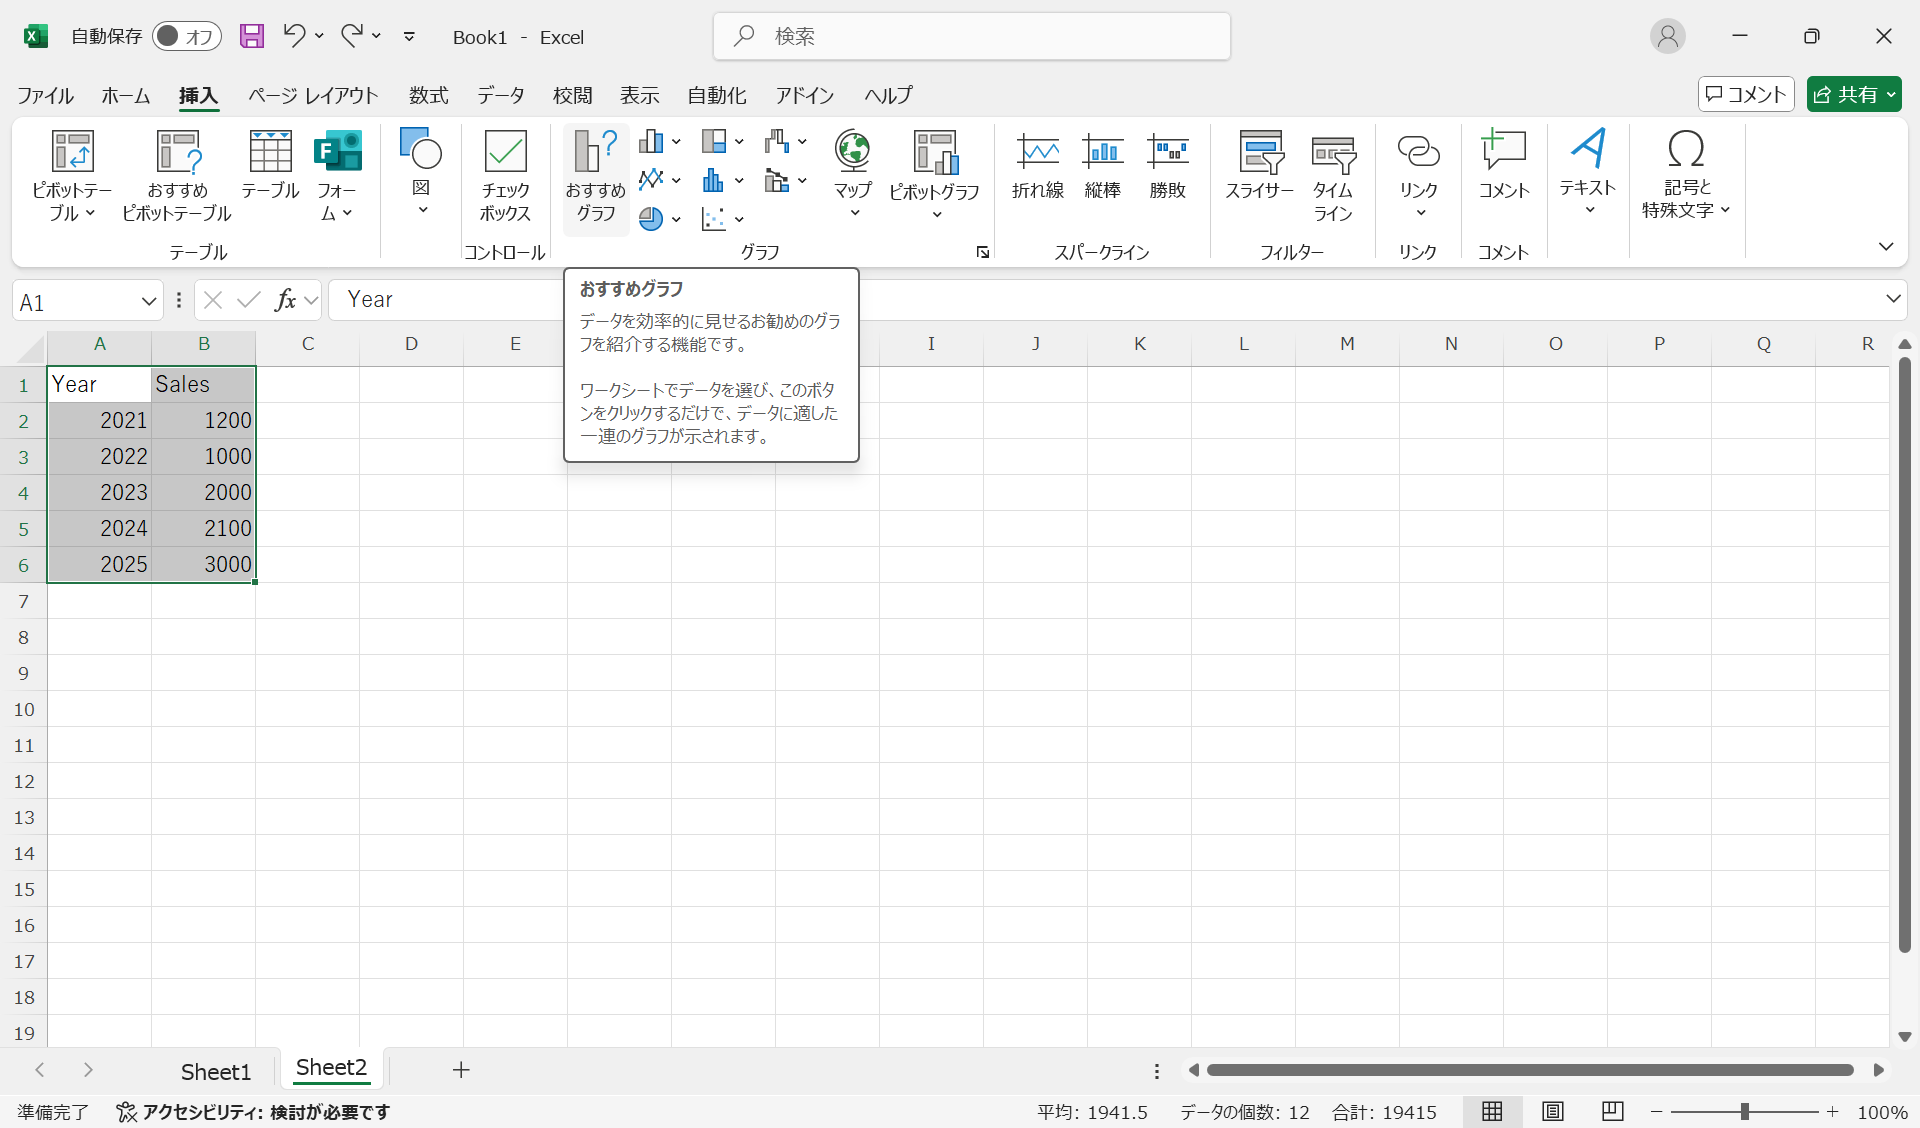 自動保存 オフ Book1 - Excel 検索
ファイル ホーム 挿入 ページ レイアウト 数式 データ 校閲 表示 自動化 アドイン ヘルプ コメント 共有
ピボットテー
ブル
おすすめ
ピボットテーブル
テーブル
フォー
ム
テーブル
図
チェック
ボックス
コントロール
おすすめ
グラフ
マップ
ピボットグラフ
グラフ
折れ線 縦棒 勝敗
スパークライン
スライサー
タイム
ライン
フィルター
リンク
リンク
コメント
コメント
テキスト
記号と
特殊文字
A1 fx Year
おすすめグラフ
データを効率的に見せるお勧めのグラ
フを紹介する機能です。
ワークシートでデータを選び、このボタ
ンをクリックするだけで、データに適した
一連のグラフが示されます。
A B C D E I J K L M N O P Q R
1 Year Sales
2 2021 1200
3 2022 1000
4 2023 2000
5 2024 2100
6 2025 3000
7
8
9
10
11
12
13
14
15
16
17
18
19
Sheet1 Sheet2
準備完了 アクセシビリティ: 検討が必要です 平均: 1941.5 データの個数: 12 合計: 19415 100%